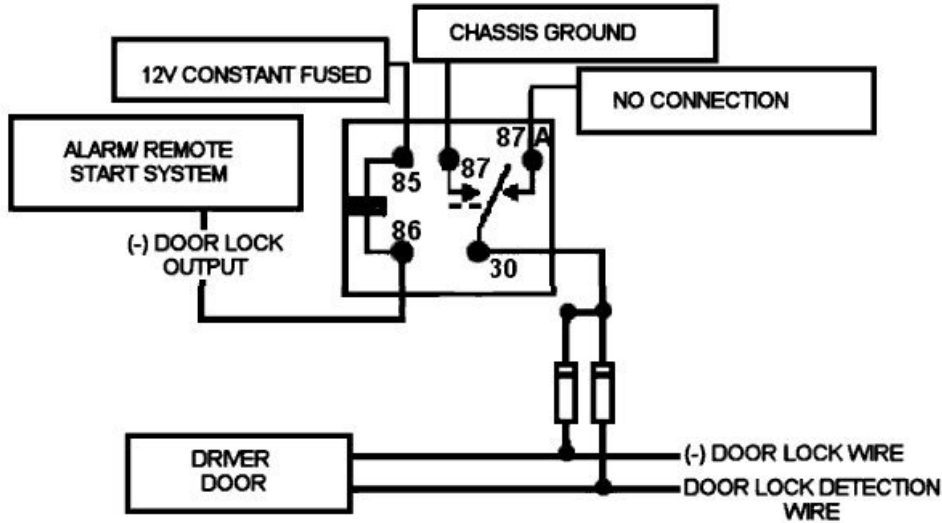 CHASSIS GROUND
12V CONSTANT FUSED
NO CONNECTION
ALARM/ REMOTE
START SYSTEM
87 A
87
85
86
30
(-) DOOR LOCK
OUTPUT
DRIVER
DOOR
(-) DOOR LOCK WIRE
DOOR LOCK DETECTION
WIRE